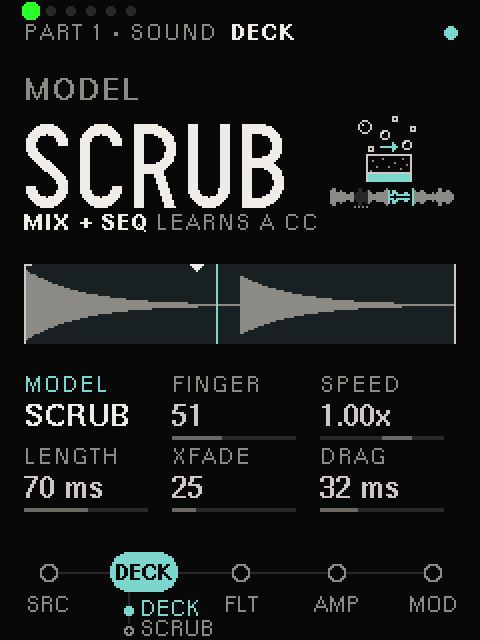 PART 1 · SOUND DECK
MODEL
SCRUB
MIX + SEQ LEARNS A CC
MODEL FINGER SPEED
SCRUB 51 1.00x
LENGTH XFADE DRAG
70 ms 25 32 ms
DECK
SRC DECK FLT AMP MOD
SCRUB